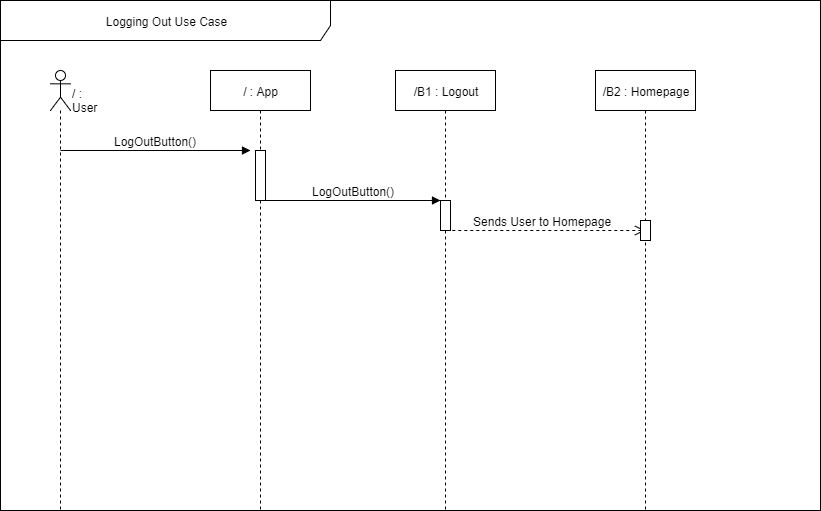 Logging Out Use Case
/ :
User
/ : App
/B1 : Logout
/B2 : Homepage
LogOutButton()
LogOutButton()
Sends User to Homepage